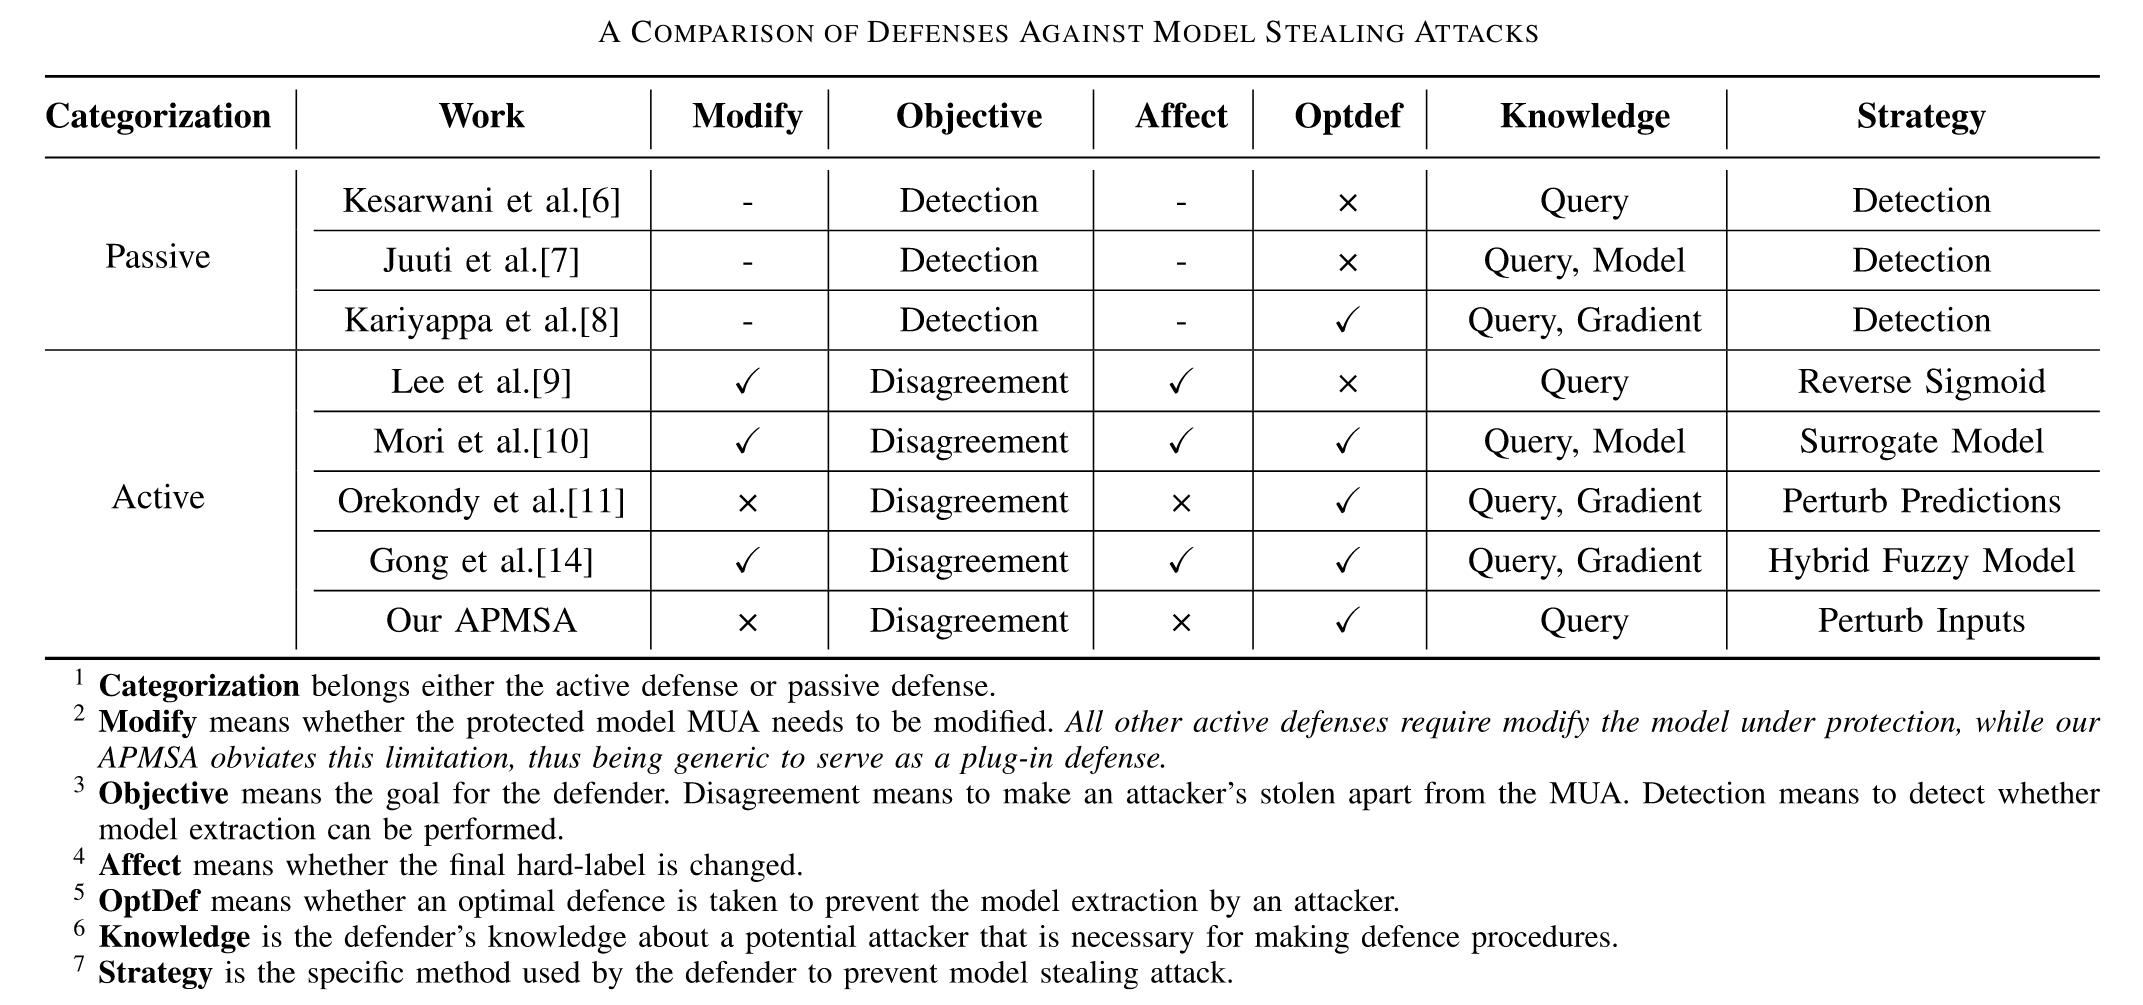 A COMPARISON OF DEFENSES AGAINST MODEL STEALING ATTACKS
Categorization Work Modify Objective Affect Optdef Knowledge Strategy
Passive
Kesarwani et al.[6] - Detection - × Query Detection
Juuti et al.[7] - Detection - × Query, Model Detection
Kariyappa et al.[8] - Detection - ✓ Query, Gradient Detection
Active
Lee et al.[9] ✓ Disagreement ✓ × Query Reverse Sigmoid
Mori et al.[10] ✓ Disagreement ✓ ✓ Query, Model Surrogate Model
Orekondy et al.[11] × Disagreement × ✓ Query, Gradient Perturb Predictions
Gong et al.[14] ✓ Disagreement ✓ ✓ Query, Gradient Hybrid Fuzzy Model
Our APMSA × Disagreement × ✓ Query Perturb Inputs
1 Categorization belongs either the active defense or passive defense.
2 Modify means whether the protected model MUA needs to be modified. All other active defenses require modify the model under protection, while our
APMSA obviates this limitation, thus being generic to serve as a plug-in defense.
3 Objective means the goal for the defender. Disagreement means to make an attacker's stolen apart from the MUA. Detection means to detect whether
model extraction can be performed.
4 Affect means whether the final hard-label is changed.
5 OptDef means whether an optimal defence is taken to prevent the model extraction by an attacker.
6 Knowledge is the defender's knowledge about a potential attacker that is necessary for making defence procedures.
7 Strategy is the specific method used by the defender to prevent model stealing attack.